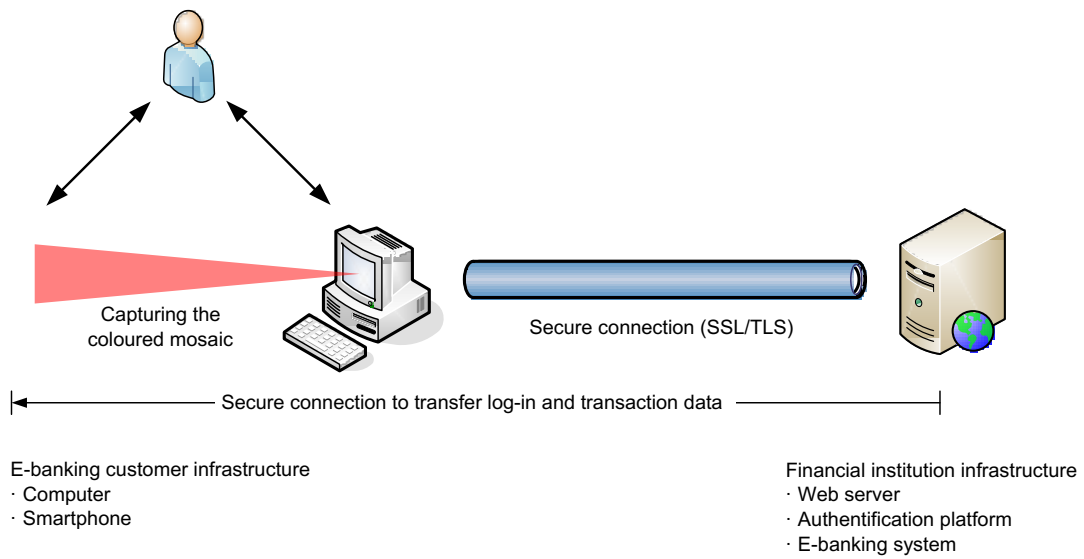 Capturing the
coloured mosaic
Secure connection (SSL/TLS)
Secure connection to transfer log-in and transaction data
E-banking customer infrastructure
· Computer
· Smartphone
Financial institution infrastructure
· Web server
· Authentification platform
· E-banking system